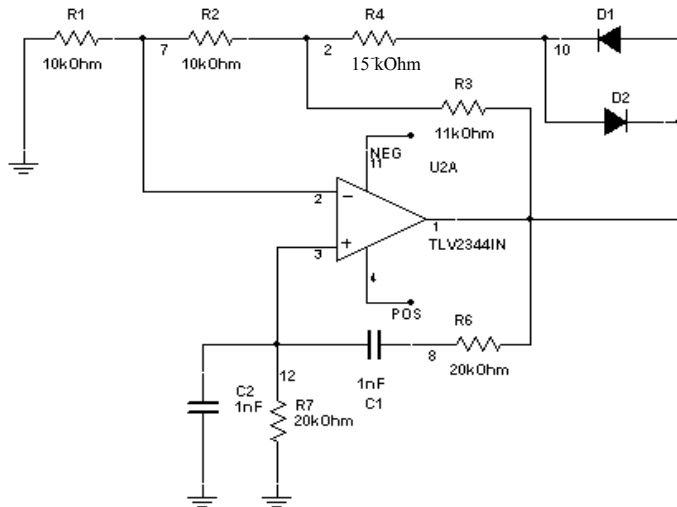 R1
R2
R4
D1
7
2
10
10kOhm
10kOhm
15 kOhm
R3
D2
11kOhm
NEG
11
U2A
2
1
3
TLV2344IN
4
POS
R6
8
20kOhm
12
1nF
C1
C2
1nF
R7
20kOhm